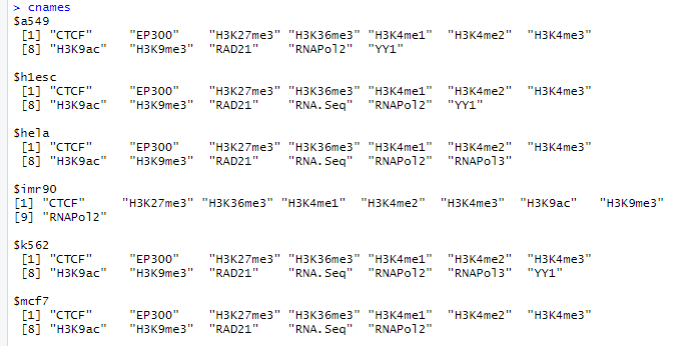 > cnames
$a549
[1] "CTCF" "EP300" "H3K27me3" "H3K36me3" "H3K4me1" "H3K4me2" "H3K4me3"
[8] "H3K9ac" "H3K9me3" "RAD21" "RNAPol2" "YY1"
$h1esc
[1] "CTCF" "EP300" "H3K27me3" "H3K36me3" "H3K4me1" "H3K4me2" "H3K4me3"
[8] "H3K9ac" "H3K9me3" "RAD21" "RNA.Seq" "RNAPol2" "YY1"
$hela
[1] "CTCF" "EP300" "H3K27me3" "H3K36me3" "H3K4me1" "H3K4me2" "H3K4me3"
[8] "H3K9ac" "H3K9me3" "RAD21" "RNA.Seq" "RNAPol2" "RNAPol3"
$imr90
[1] "CTCF" "H3K27me3" "H3K36me3" "H3K4me1" "H3K4me2" "H3K4me3" "H3K9ac" "H3K9me3"
[9] "RNAPol2"
$k562
[1] "CTCF" "EP300" "H3K27me3" "H3K36me3" "H3K4me1" "H3K4me2" "H3K4me3"
[8] "H3K9ac" "H3K9me3" "RAD21" "RNA.Seq" "RNAPol2" "RNAPol3" "YY1"
$mcf7
[1] "CTCF" "EP300" "H3K27me3" "H3K36me3" "H3K4me1" "H3K4me2" "H3K4me3"
[8] "H3K9ac" "H3K9me3" "RAD21" "RNA.Seq" "RNAPol2"